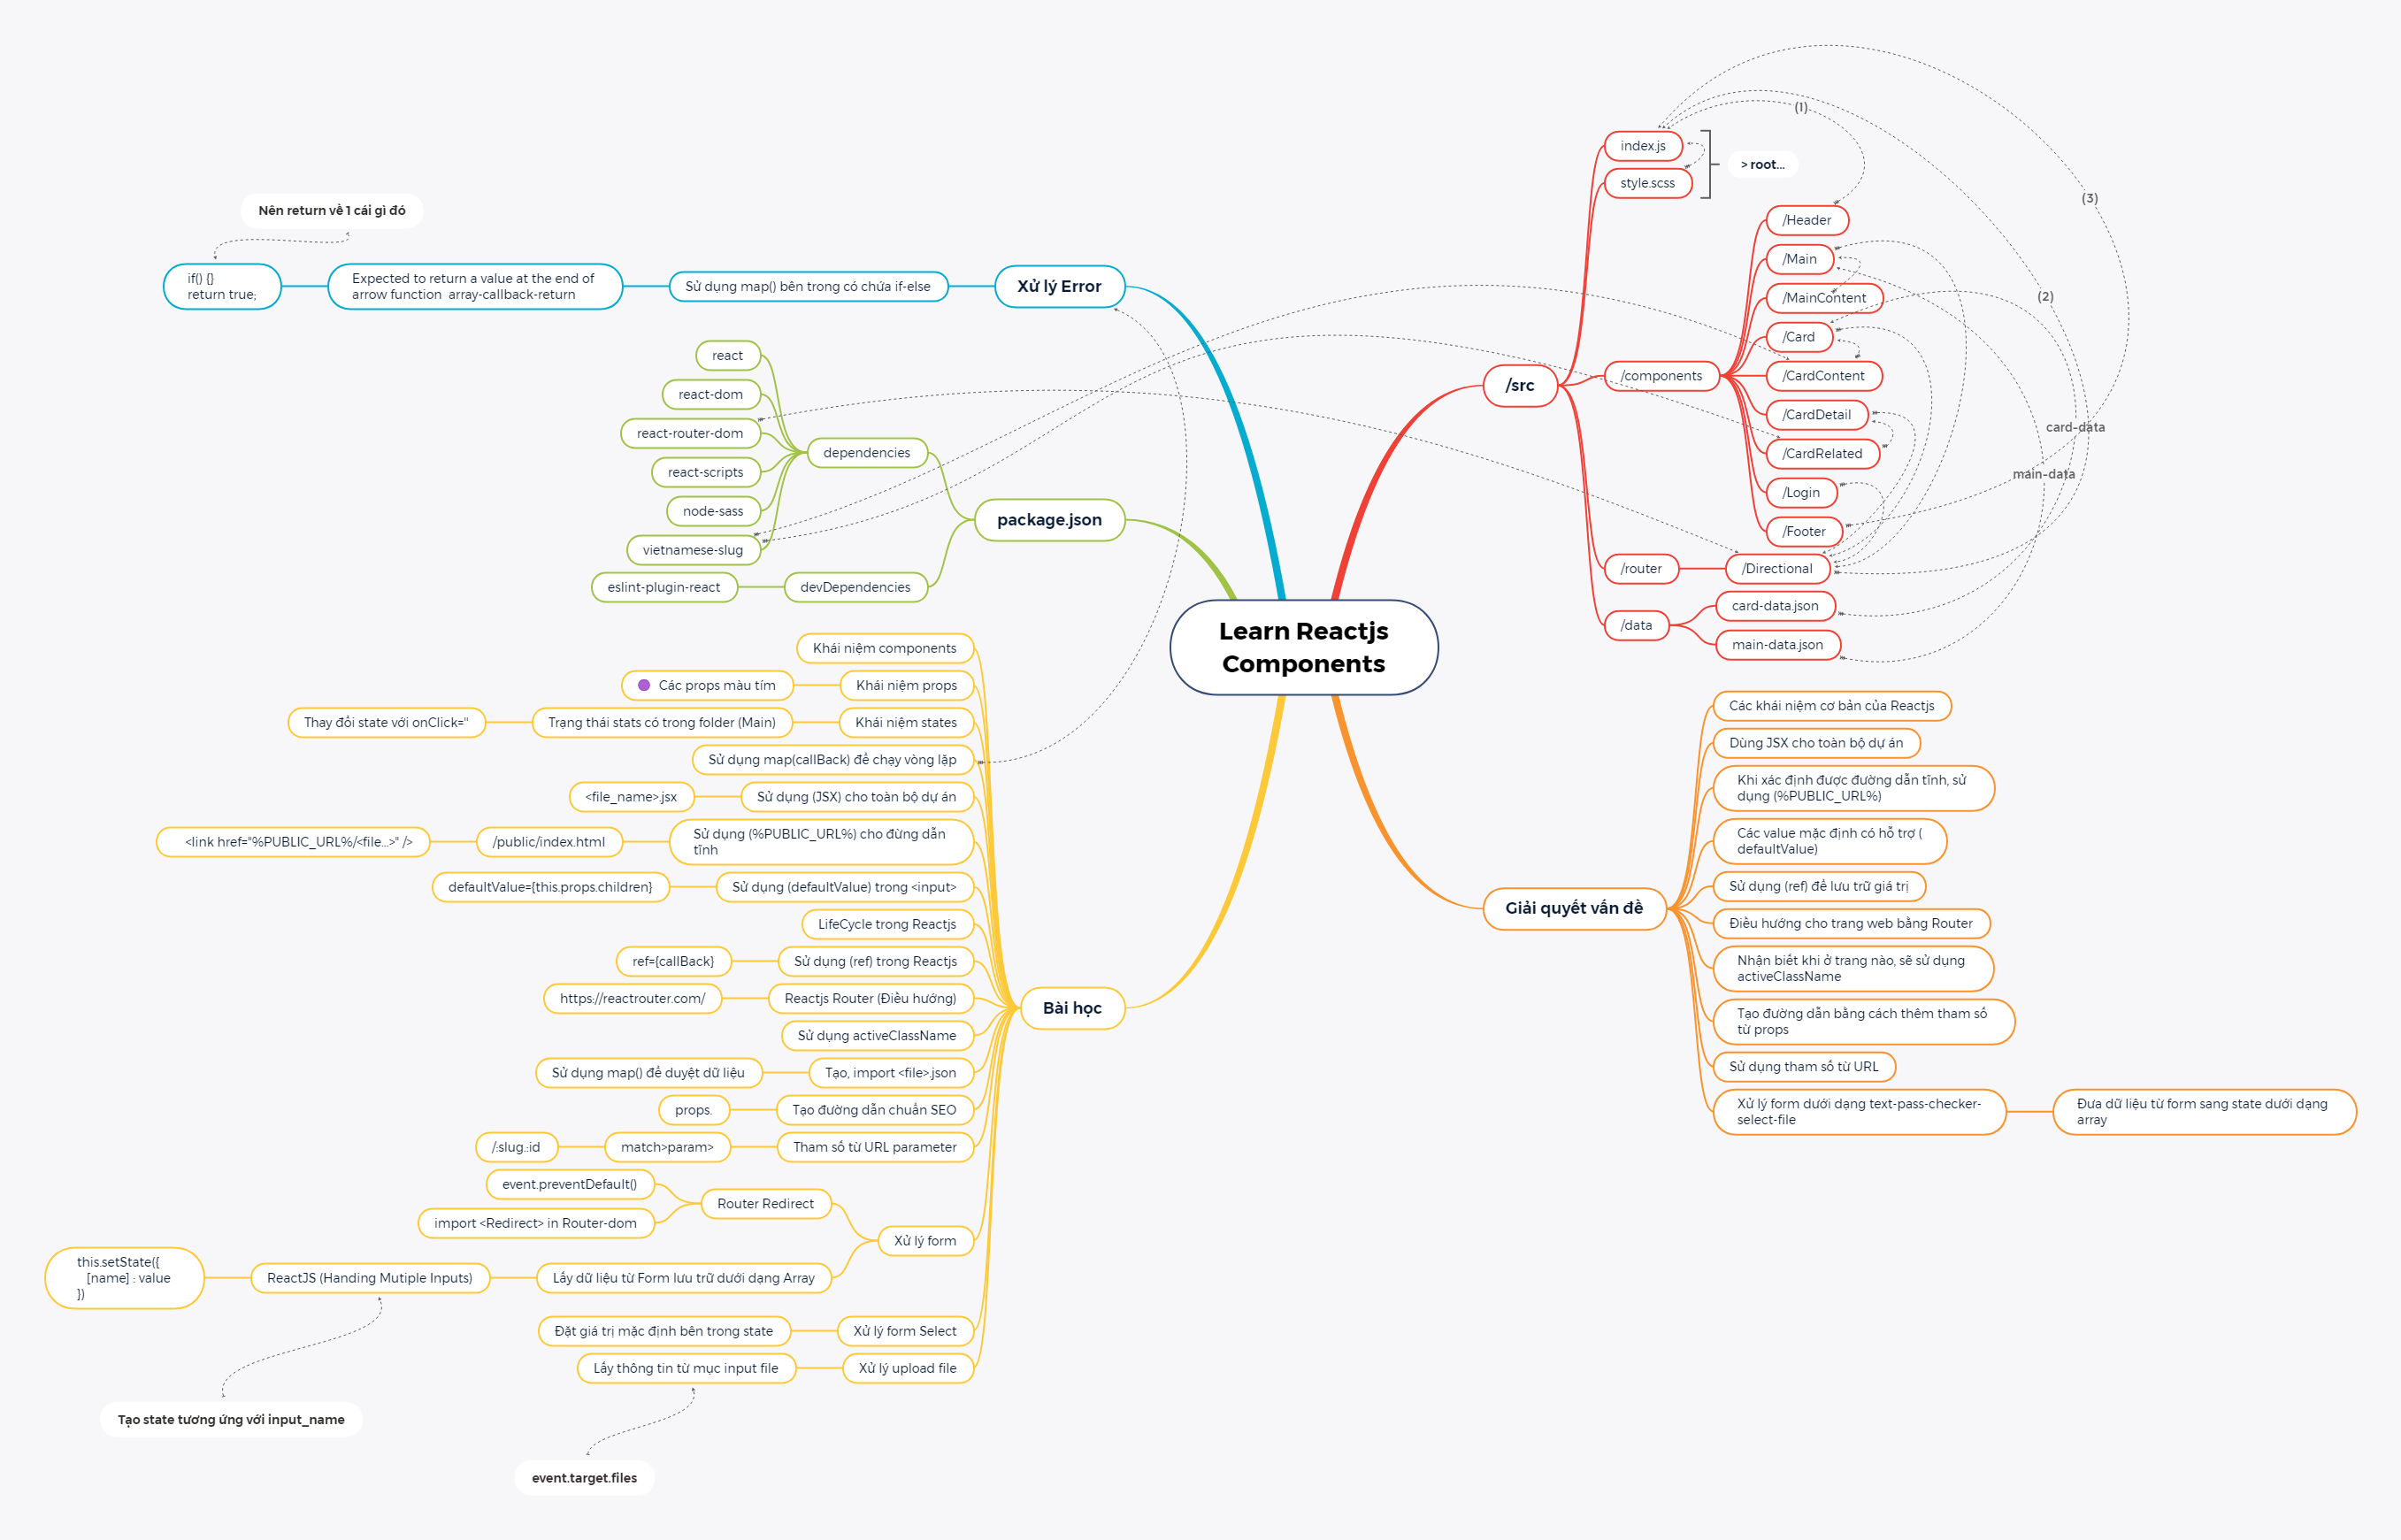 Learn Reactjs
Components
/src
index.js
style.scss
> root...
/components
/Header
/Main
/MainContent
/Card
/CardContent
/CardDetail
/CardRelated
/Login
/Footer
/router
/Directional
/data
card-data.json
main-data.json
(1)
(2)
(3)
card-data
main-data
Giải quyết vấn đề
Các khái niệm cơ bản của Reactjs
Dùng JSX cho toàn bộ dự án
Khi xác định được đường dẫn tĩnh, sử
dụng (%PUBLIC_URL%)
Các value mặc định có hỗ trợ (
defaultValue)
Sử dụng (ref) để lưu trữ giá trị
Điều hướng cho trang web bằng Router
Nhận biết khi ở trang nào, sẽ sử dụng
activeClassName
Tạo đường dẫn bằng cách thêm tham số
từ props
Sử dụng tham số từ URL
Xử lý form dưới dạng text-pass-checker-
select-file
Đưa dữ liệu từ form sang state dưới dạng
array
Xử lý Error
Sử dụng map() bên trong có chứa if-else
Expected to return a value at the end of
arrow function  array-callback-return
if() {}
return true;
Nên return về 1 cái gì đó
package.json
dependencies
react
react-dom
react-router-dom
react-scripts
node-sass
vietnamese-slug
devDependencies
eslint-plugin-react
Bài học
Khái niệm components
Khái niệm props
Các props màu tím
Khái niệm states
Trạng thái stats có trong folder (Main)
Thay đổi state với onClick=''
Sử dụng map(callBack) để chạy vòng lặp
Sử dụng (JSX) cho toàn bộ dự án
<file_name>.jsx
Sử dụng (%PUBLIC_URL%) cho đừng dẫn
tĩnh
/public/index.html
<link href="%PUBLIC_URL%/<file...>" />
Sử dụng (defaultValue) trong <input>
defaultValue={this.props.children}
LifeCycle trong Reactjs
Sử dụng (ref) trong Reactjs
ref={callBack}
Reactjs Router (Điều hướng)
https://reactrouter.com/
Sử dụng activeClassName
Tạo, import <file>.json
Sử dụng map() để duyệt dữ liệu
Tạo đường dẫn chuẩn SEO
props.
Tham số từ URL parameter
match>param>
/:slug.:id
Xử lý form
Router Redirect
event.preventDefault()
import <Redirect> in Router-dom
Lấy dữ liệu từ Form lưu trữ dưới dạng Array
ReactJS (Handing Mutiple Inputs)
this.setState({
[name] : value
})
Tạo state tương ứng với input_name
Xử lý form Select
Đặt giá trị mặc định bên trong state
Xử lý upload file
Lấy thông tin từ mục input file
event.target.files